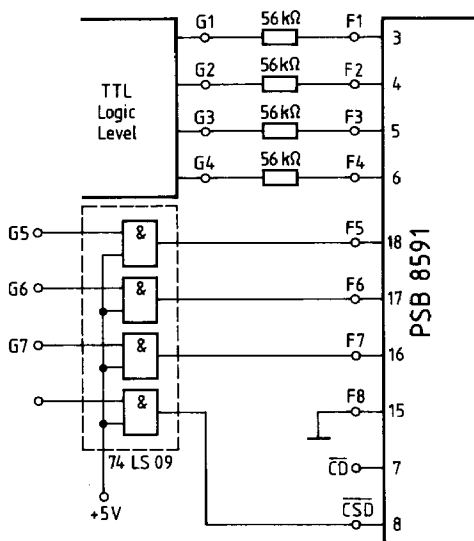 G1 56kΩ F1 3
TTL
Logic
Level
G2 56kΩ F2 4
G3 56kΩ F3 5
G4 56kΩ F4 6
G5 & F5 18
G6 & F6 17
G7 & F7 16
& F8 15
74 LS 09
+5V
C̅D̅ 7
C̅S̅D̅ 8
PSB 8591